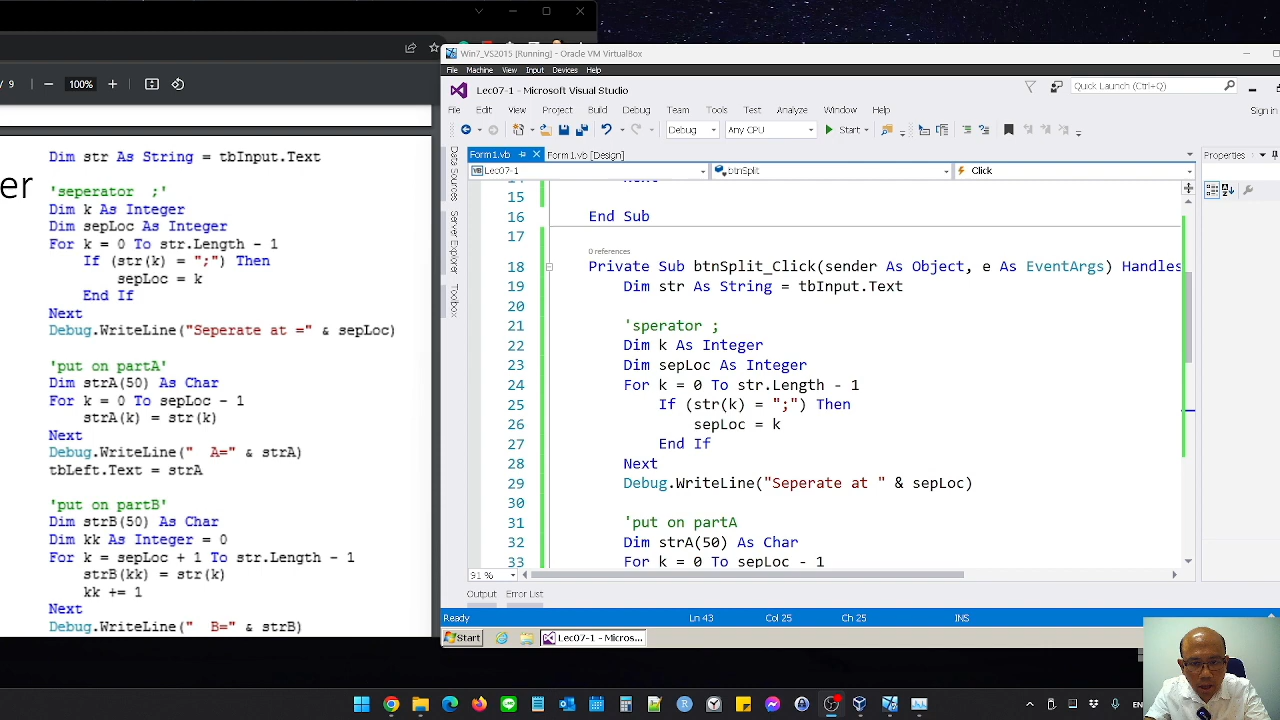 / 9
100%
er
Dim str As String = tbInput.Text
'seperator ;'
Dim k As Integer
Dim sepLoc As Integer
For k = 0 To str.Length - 1
If (str(k) = ";") Then
sepLoc = k
End If
Next
Debug.WriteLine("Seperate at =" & sepLoc)
'put on partA'
Dim strA(50) As Char
For k = 0 To sepLoc - 1
strA(k) = str(k)
Next
Debug.WriteLine("  A=" & strA)
tbLeft.Text = strA
'put on partB'
Dim strB(50) As Char
Dim kk As Integer = 0
For k = sepLoc + 1 To str.Length - 1
strB(kk) = str(k)
kk += 1
Next
Debug.WriteLine("  B=" & strB)
Win7_VS2015 [Running] - Oracle VM VirtualBox
File Machine View Input Devices Help
Lec07-1 - Microsoft Visual Studio
Quick Launch (Ctrl+Q)
File Edit View Project Build Debug Team Tools Test Analyze Window Help
Sign in
Debug Any CPU Start
Form1.vb Form1.vb [Design]
Properties
Lec07-1 btnSplit Click
Data Sources
Server Explorer
Toolbox
15
16 End Sub
17
0 references
18 Private Sub btnSplit_Click(sender As Object, e As EventArgs) Handles
19 Dim str As String = tbInput.Text
20
21 'sperator ;
22 Dim k As Integer
23 Dim sepLoc As Integer
24 For k = 0 To str.Length - 1
25 If (str(k) = ";") Then
26 sepLoc = k
27 End If
28 Next
29 Debug.WriteLine("Seperate at " & sepLoc)
30
31 'put on partA
32 Dim strA(50) As Char
33 For k = 0 To sepLoc - 1
91 %
Output Error List
Ready Ln 43 Col 25 Ch 25 INS
Start Lec07-1 - Micros...